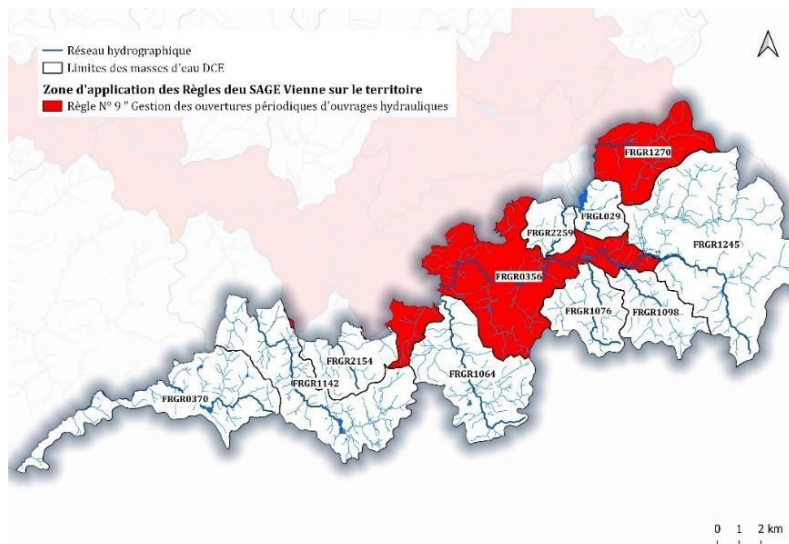 Réseau hydrographique
Limites des masses d'eau DCE
Zone d'application des Règles deu SAGE Vienne sur le territoire
Règle N° 9 " Gestion des ouvertures périodiques d'ouvrages hydrauliques
FRGR1270
FRGL029
FRGR2259
FRGR1245
FRGR0356
FRGR1076
FRGR1098
FRGR2154
FRGR1064
FRGR1142
FRGR0370
0 1 2 km